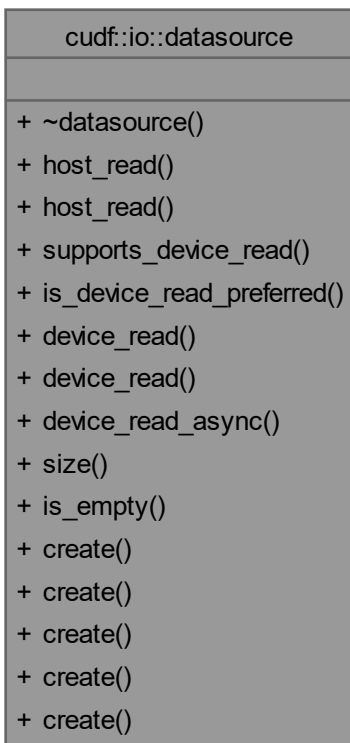 cudf::io::datasource
+ ~datasource()
+ host_read()
+ host_read()
+ supports_device_read()
+ is_device_read_preferred()
+ device_read()
+ device_read()
+ device_read_async()
+ size()
+ is_empty()
+ create()
+ create()
+ create()
+ create()
+ create()